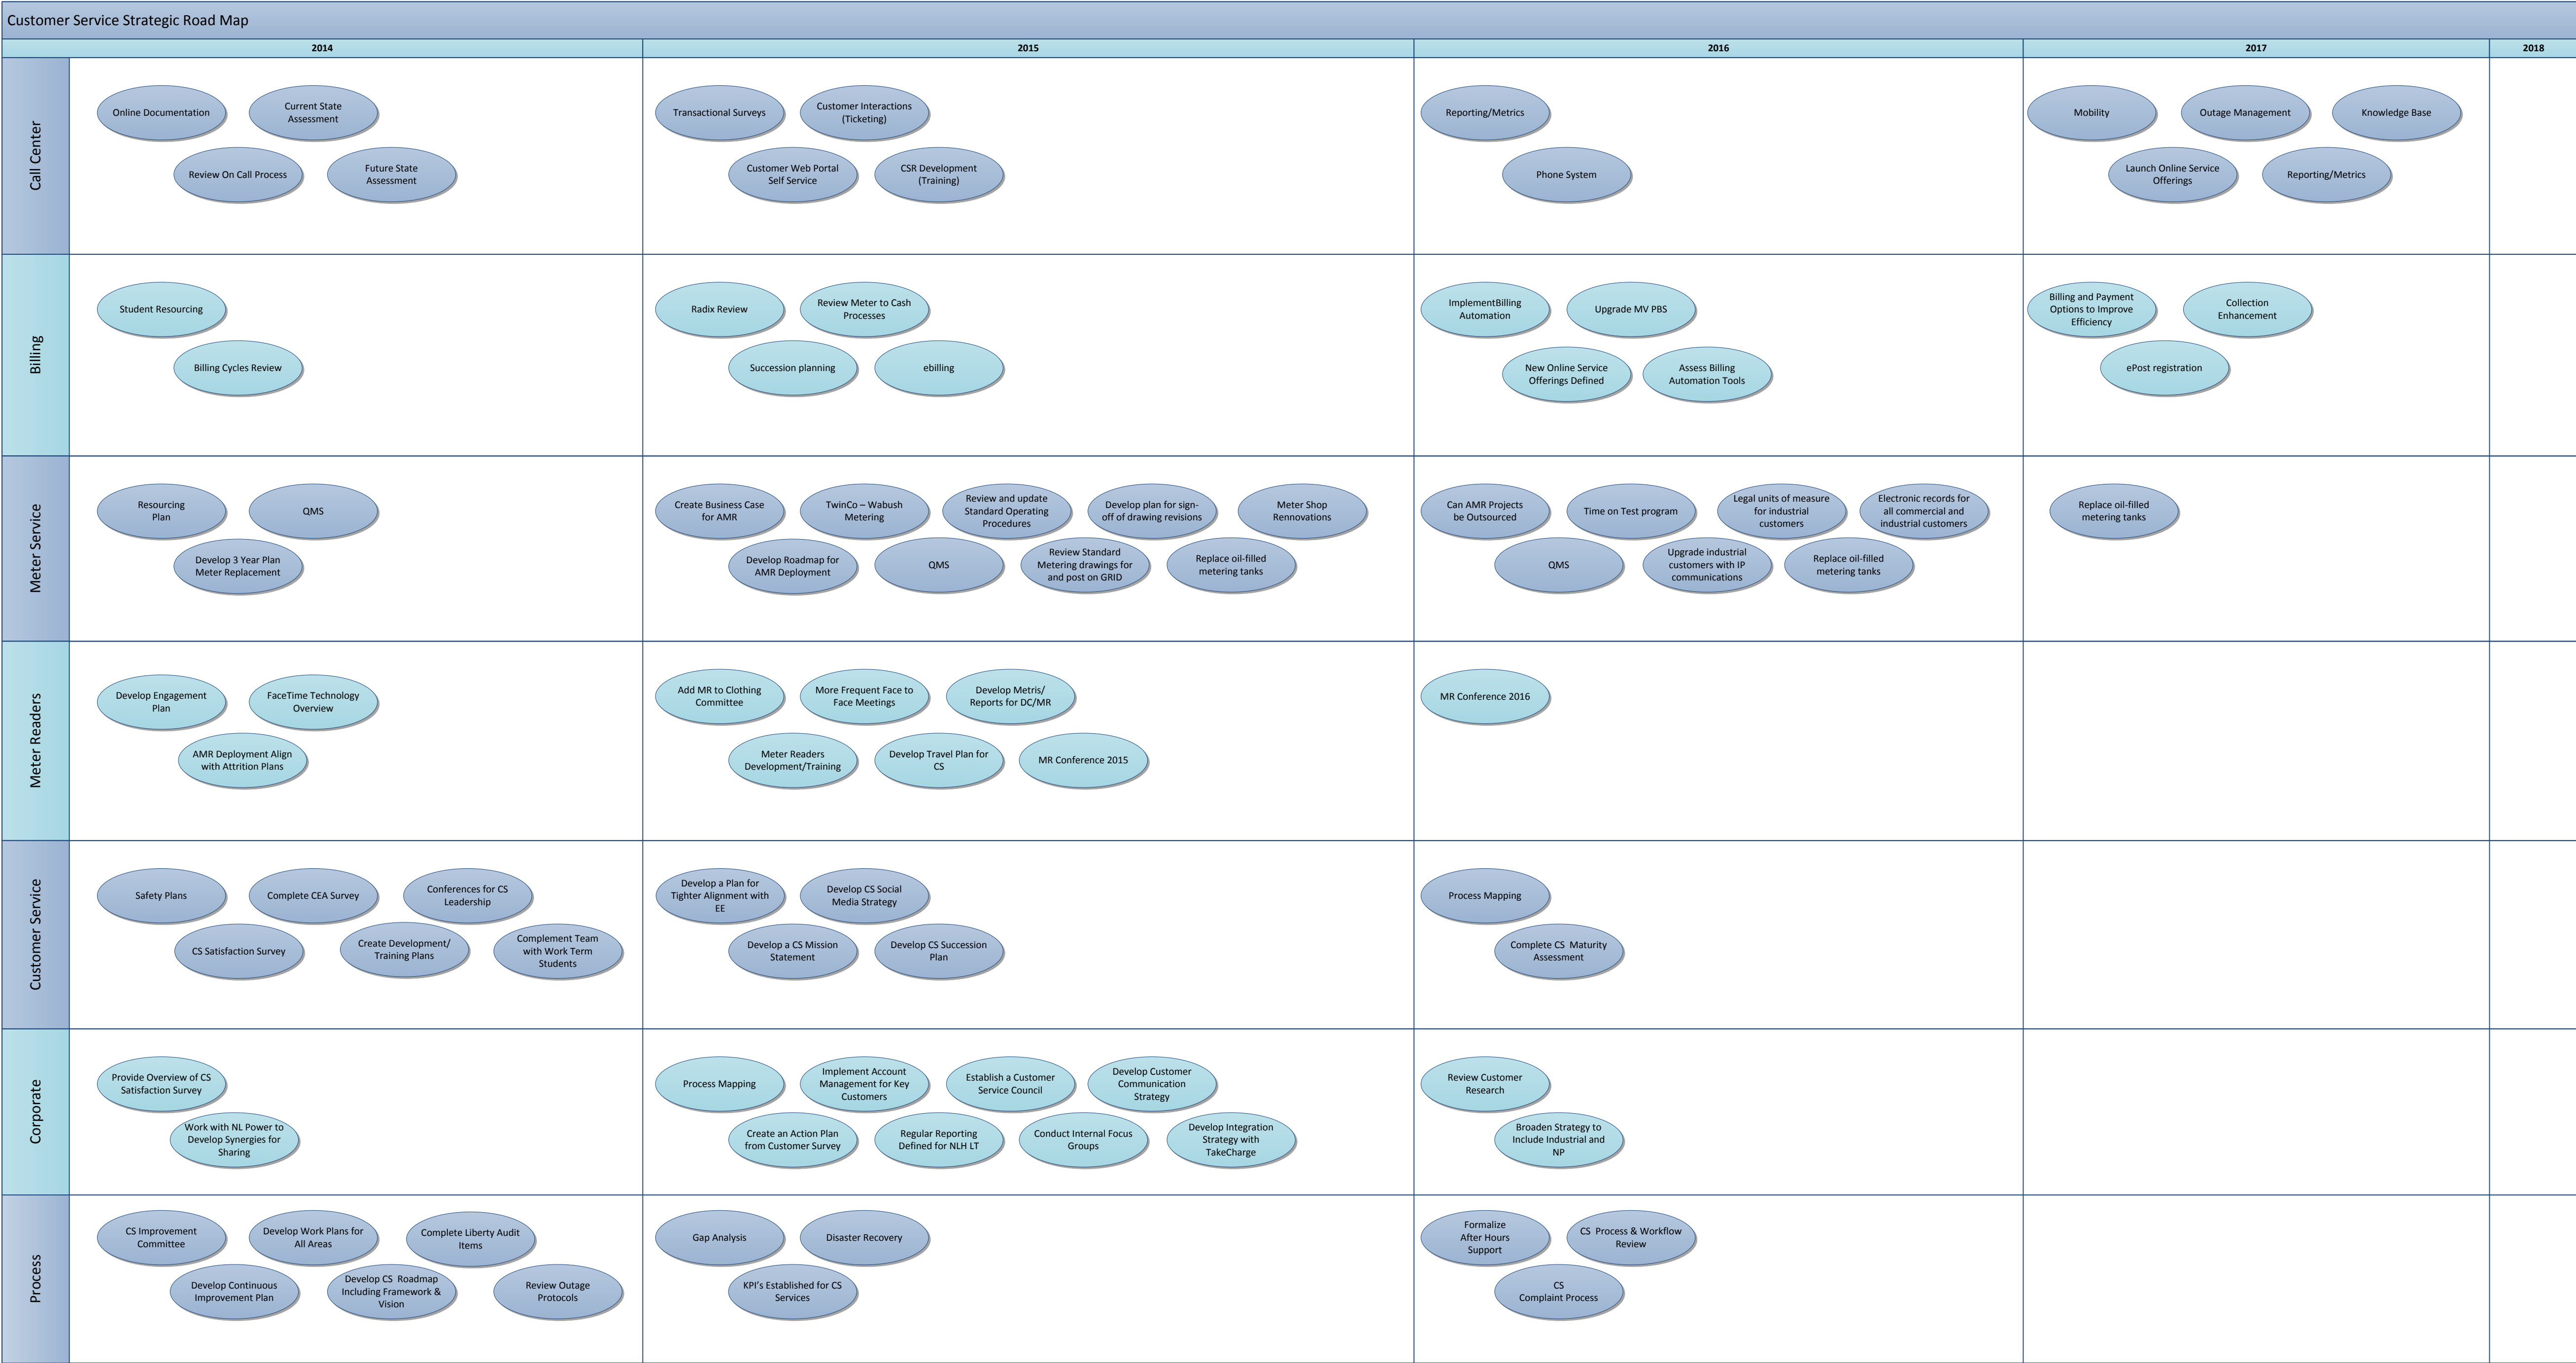 Customer Service Strategic Road Map
2014
2015
2016
2017
2018
Call Center
Online Documentation
Current State
Assessment
Review On Call Process
Future State
Assessment
Transactional Surveys
Customer Interactions
(Ticketing)
Customer Web Portal
Self Service
CSR Development
(Training)
Reporting/Metrics
Phone System
Mobility
Outage Management
Knowledge Base
Launch Online Service
Offerings
Reporting/Metrics
Billing
Student Resourcing
Billing Cycles Review
Radix Review
Review Meter to Cash
Processes
Succession planning
ebilling
ImplementBilling
Automation
Upgrade MV PBS
New Online Service
Offerings Defined
Assess Billing
Automation Tools
Billing and Payment
Options to Improve
Efficiency
Collection
Enhancement
ePost registration
Meter Service
Resourcing
Plan
QMS
Develop 3 Year Plan
Meter Replacement
Create Business Case
for AMR
TwinCo – Wabush
Metering
Review and update
Standard Operating
Procedures
Develop plan for sign-
off of drawing revisions
Meter Shop
Rennovations
Develop Roadmap for
AMR Deployment
QMS
Review Standard
Metering drawings for
and post on GRID
Replace oil-filled
metering tanks
Can AMR Projects
be Outsourced
Time on Test program
Legal units of measure
for industrial
customers
Electronic records for
all commercial and
industrial customers
QMS
Upgrade industrial
customers with IP
communications
Replace oil-filled
metering tanks
Replace oil-filled
metering tanks
Meter Readers
Develop Engagement
Plan
FaceTime Technology
Overview
AMR Deployment Align
with Attrition Plans
Add MR to Clothing
Committee
More Frequent Face to
Face Meetings
Develop Metris/
Reports for DC/MR
Meter Readers
Development/Training
Develop Travel Plan for
CS
MR Conference 2015
MR Conference 2016
Customer Service
Safety Plans
Complete CEA Survey
Conferences for CS
Leadership
CS Satisfaction Survey
Create Development/
Training Plans
Complement Team
with Work Term
Students
Develop a Plan for
Tighter Alignment with
EE
Develop CS Social
Media Strategy
Develop a CS Mission
Statement
Develop CS Succession
Plan
Process Mapping
Complete CS  Maturity
Assessment
Corporate
Provide Overview of CS
Satisfaction Survey
Work with NL Power to
Develop Synergies for
Sharing
Process Mapping
Implement Account
Management for Key
Customers
Establish a Customer
Service Council
Develop Customer
Communication
Strategy
Create an Action Plan
from Customer Survey
Regular Reporting
Defined for NLH LT
Conduct Internal Focus
Groups
Develop Integration
Strategy with
TakeCharge
Review Customer
Research
Broaden Strategy to
Include Industrial and
NP
Process
CS Improvement
Committee
Develop Work Plans for
All Areas
Complete Liberty Audit
Items
Develop Continuous
Improvement Plan
Develop CS  Roadmap
Including Framework &
Vision
Review Outage
Protocols
Gap Analysis
Disaster Recovery
KPI's Established for CS
Services
Formalize
After Hours
Support
CS  Process & Workflow
Review
CS
Complaint Process